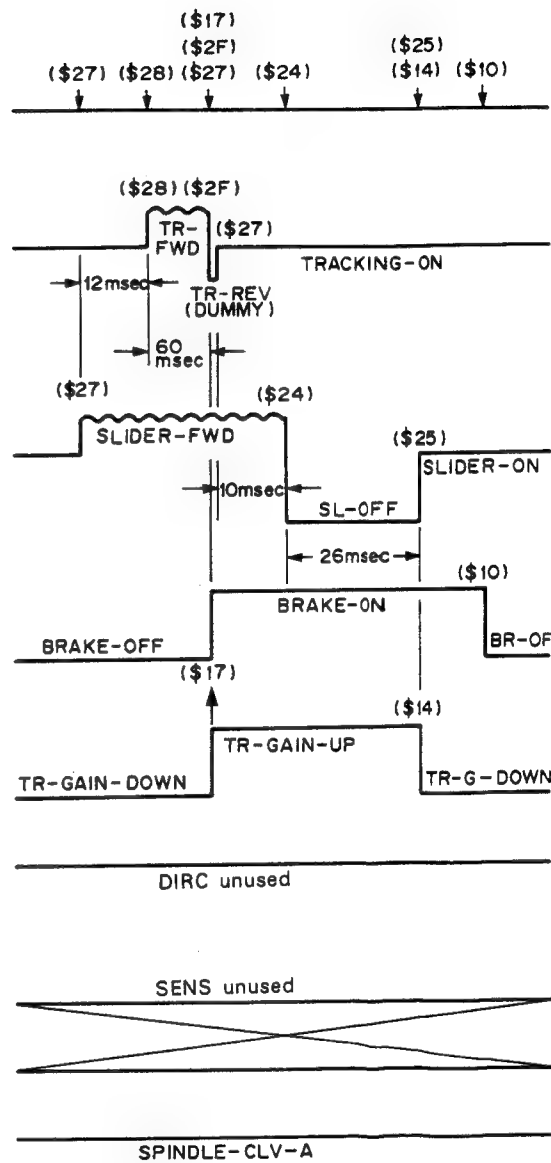 ($17)
($2F) ($25)
($27) ($28) ($27) ($24) ($14) ($10)
($28) ($2F)
TR-FWD
($27)
12msec
TR-REV
(DUMMY)
TRACKING-ON
60
msec
($27)
($24)
SLIDER-FWD
($25)
SLIDER-ON
10msec
SL-OFF
26msec
($10)
BRAKE-ON
BRAKE-OFF
BR-OF
($17)
($14)
TR-GAIN-UP
TR-GAIN-DOWN
TR-G-DOWN
DIRC unused
SENS unused
SPINDLE-CLV-A